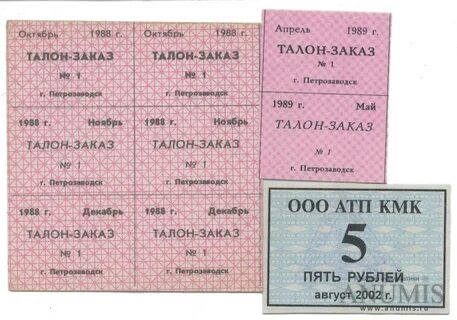 Октябрь 1988 г.
ТАЛОН-ЗАКАЗ
№ 1
г. Петрозаводск
Октябрь 1988 г.
ТАЛОН-ЗАКАЗ
№ 1
г. Петрозаводск
1988 г. Ноябрь
ТАЛОН-ЗАКАЗ
№ 1
г. Петрозаводск
1988 г. Ноябрь
ТАЛОН-ЗАКАЗ
№ 1
г. Петрозаводск
1988 г. Декабрь
ТАЛОН-ЗАКАЗ
№ 1
г. Петрозаводск
1988 г. Декабрь
ТАЛОН-ЗАКАЗ
№ 1
г. Петрозаводск
Апрель 1989 г.
ТАЛОН-ЗАКАЗ
№ 1
г. Петрозаводск
1989 г. Май
ТАЛОН-ЗАКАЗ
№ 1
г. Петрозаводск
ООО АТП КМК
5
ПЯТЬ РУБЛЕЙ
август 2002 г.
ANUMIS
www.anumis.ru